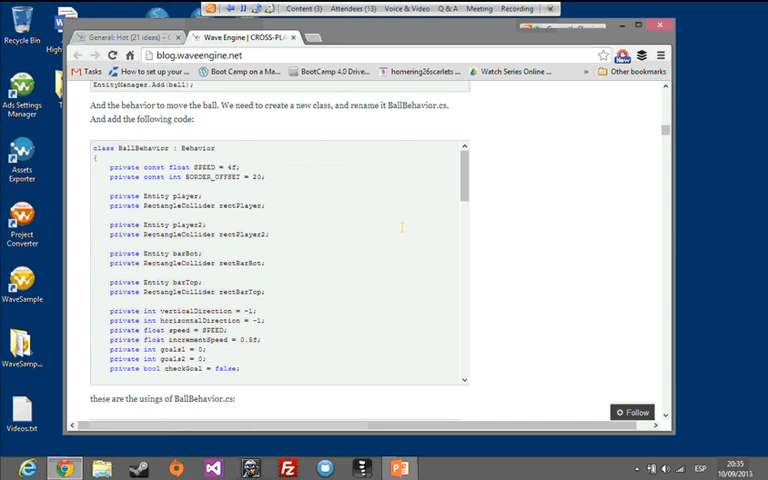 Content (3) Attendees (13) Voice & Video Q & A Meeting Recording
Recycle Bin
Ads Settings
Manager
Assets
Exporter
Project
Converter
WaveSample
WaveSamp...
Videos.txt
General: Hot (21 ideas) –
Wave Engine | CROSS-PLA
blog.waveengine.net
Tasks
How to set up your ...
Boot Camp on a Ma...
BootCamp 4.0 Drive...
homering26scarlets...
Watch Series Online ...
»
Other bookmarks
EntityManager.Add(ball);
And the behavior to move the ball. We need to create a new class, and rename it BallBehavior.cs.
And add the following code:
class BallBehavior : Behavior
{
private const float SPEED = 4f;
private const int BORDER_OFFSET = 20;
private Entity player;
private RectangleCollider rectPlayer;
private Entity player2;
private RectangleCollider rectPlayer2;
private Entity barBot;
private RectangleCollider rectBarBot;
private Entity barTop;
private RectangleCollider rectBarTop;
private int verticalDirection = -1;
private int horizontalDirection = -1;
private float speed = SPEED;
private float incrementSpeed = 0.5f;
private int goals1 = 0;
private int goals2 = 0;
private bool checkGoal = false;
these are the usings of BallBehavior.cs:
Follow
New
ESP
20:35
10/09/2013